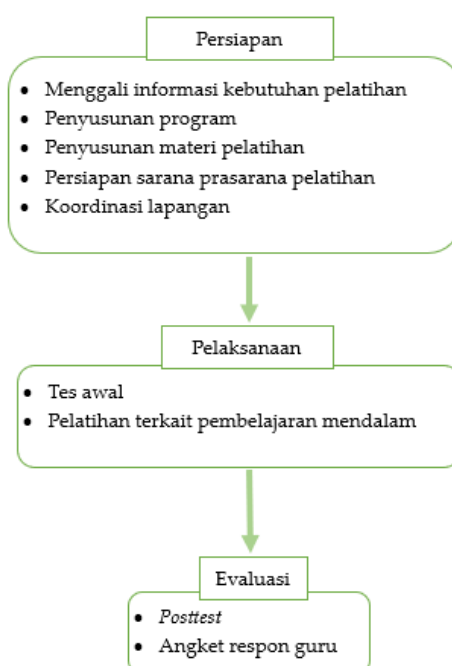 Persiapan
• Menggali informasi kebutuhan pelatihan
• Penyusunan program
• Penyusunan materi pelatihan
• Persiapan sarana prasarana pelatihan
• Koordinasi lapangan
Pelaksanaan
• Tes awal
• Pelatihan terkait pembelajaran mendalam
Evaluasi
• Posttest
• Angket respon guru